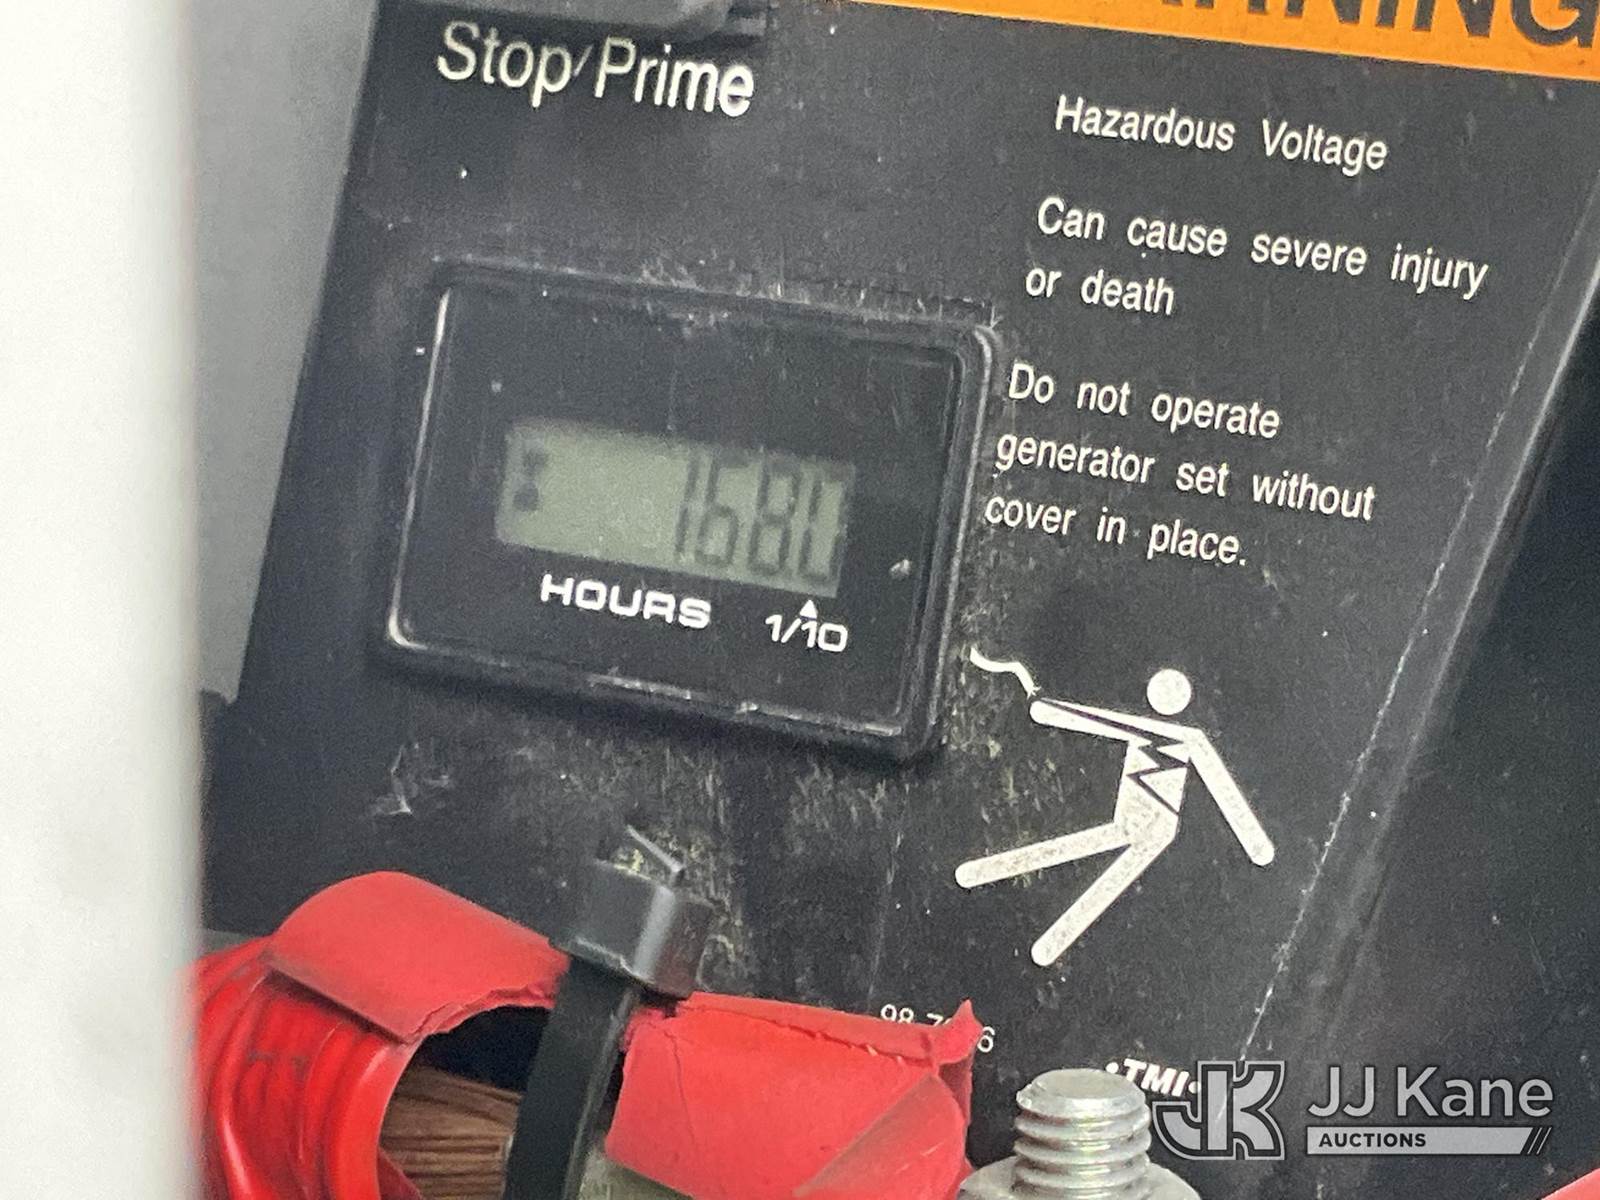 Stop/Prime
Hazardous Voltage
Can cause severe injury
or death
Do not operate
generator set without
cover in place.
HOURS 1/10
•TMI•
JJ Kane
AUCTIONS